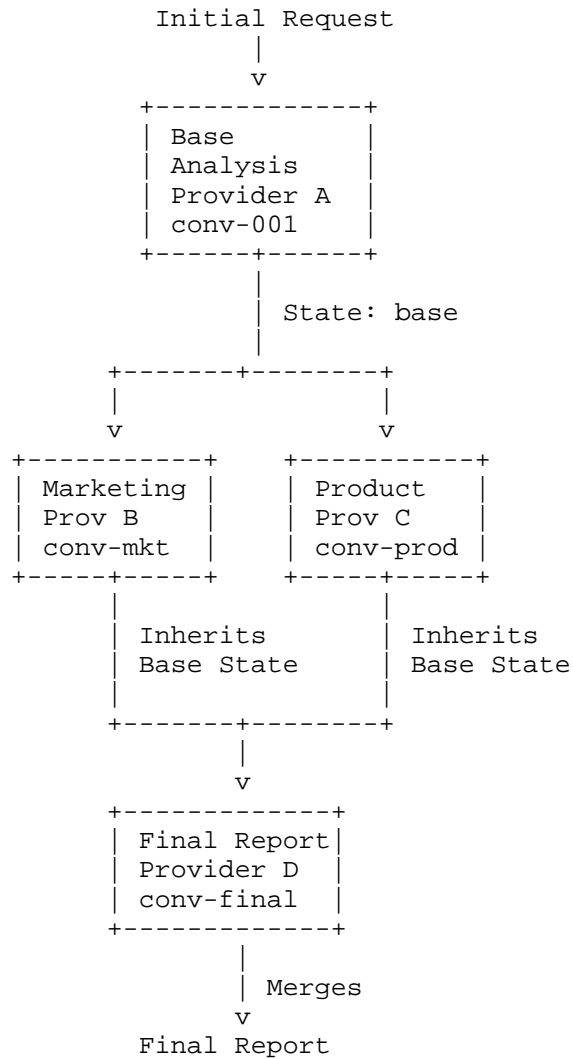 Initial Request
Base
Analysis
Provider A
conv-001
State: base
Marketing
Prov B
conv-mkt
Product
Prov C
conv-prod
Inherits
Base State
Inherits
Base State
Final Report
Provider D
conv-final
Merges
Final Report